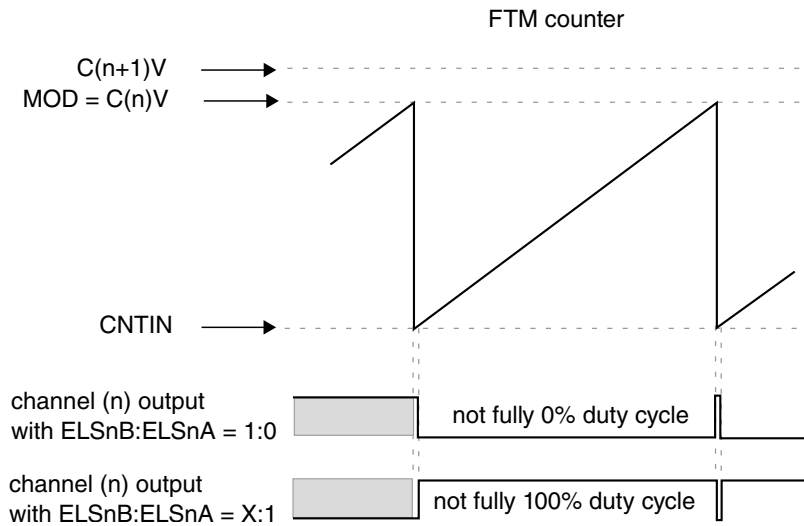 FTM counter
C(n+1)V
MOD = C(n)V
CNTIN
channel (n) output
with ELSnB:ELSnA = 1:0
not fully 0% duty cycle
channel (n) output
with ELSnB:ELSnA = X:1
not fully 100% duty cycle